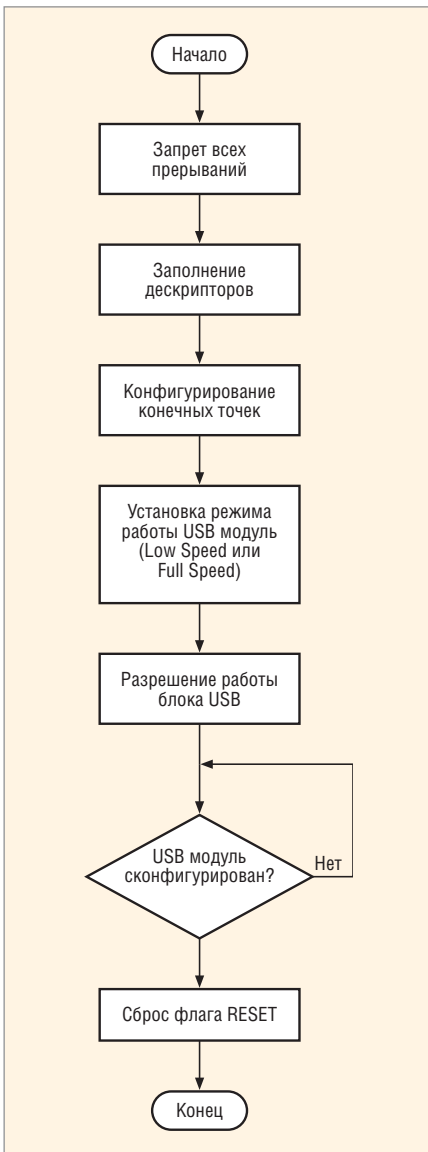 Начало
Запрет всех
прерываний
Заполнение
дескрипторов
Конфигурирование
конечных точек
Установка режима
работы USB модуль
(Low Speed или
Full Speed)
Разрешение работы
блока USB
USB модуль
сконфигурирован?
Нет
Сброс флага RESET
Конец